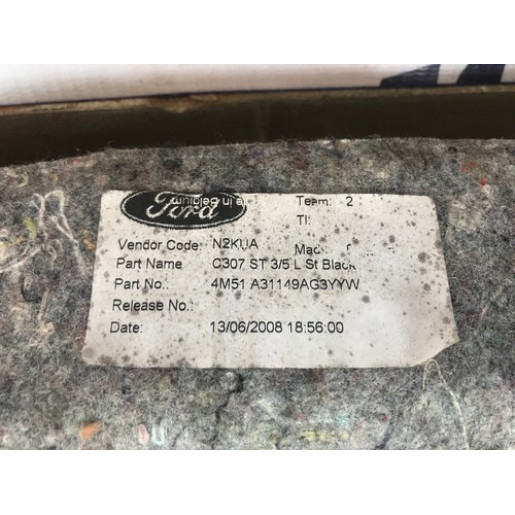 Ford
Team: 2
Vendor Code: N2KUA
Part Name C307 ST 3/5 L St Black
Part No.: 4M51 A31149AG3YYW
Release No.:
Date: 13/06/2008 18:56:00